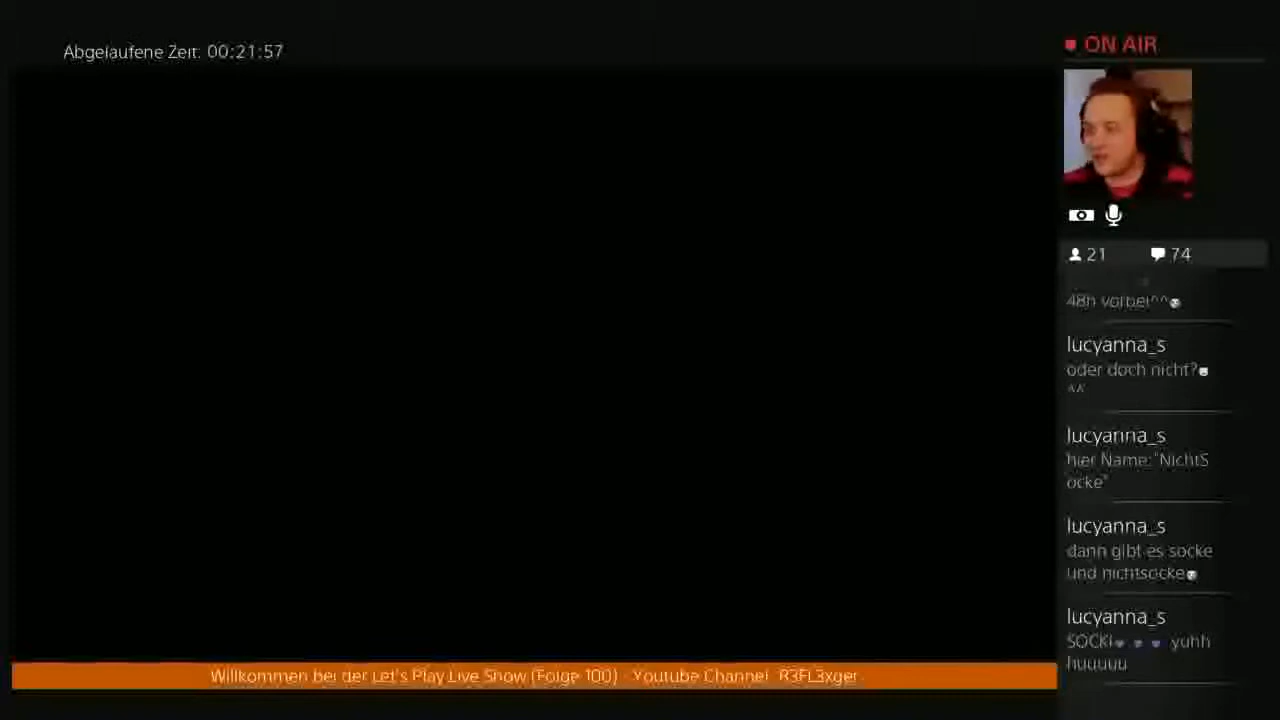 Abgelaufene Zeit: 00:21:57
ON AIR
21
74
48h vorbei^^
lucyanna_s
oder doch nicht?
^^
lucyanna_s
hier Name:"NichtS
ocke"
lucyanna_s
dann gibt es socke
und nichtsocke
lucyanna_s
SOCKI yuhh
huuuuu
Willkommen bei der Let's Play Live Show (Folge 100) - Youtube Channel: R3FL3xger